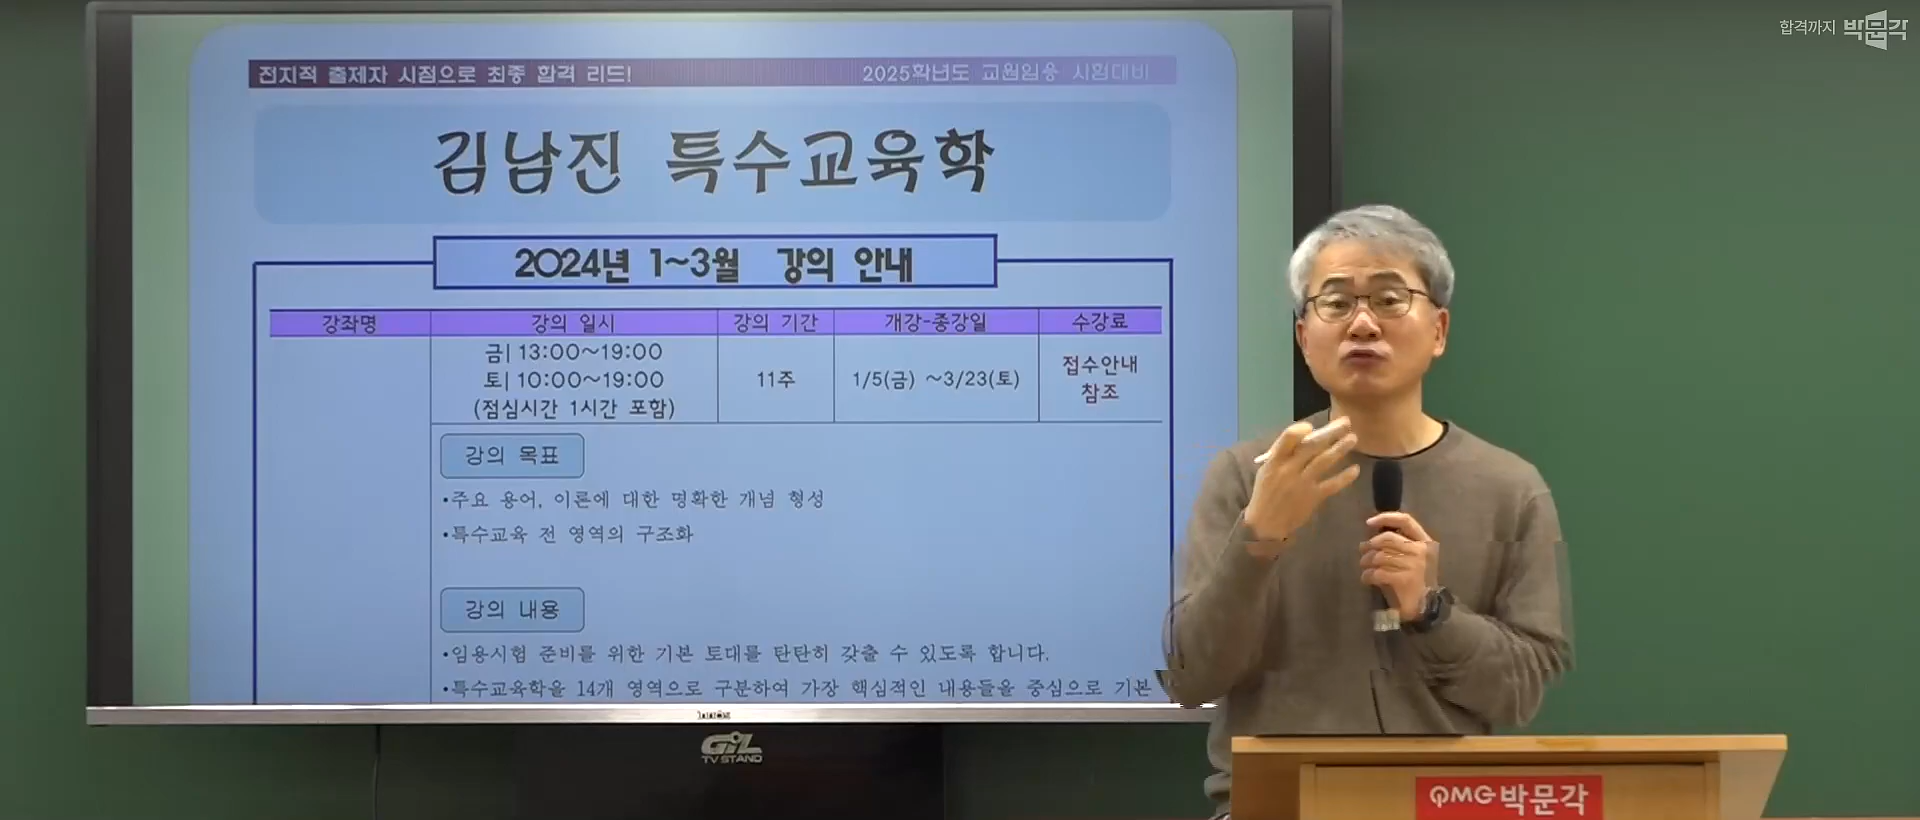 합격까지 박문각
전지적 출제자 시점으로 최종 합격 리드!
2025학년도 교원임용 시험대비
김남진 특수교육학
2024년 1~3월 강의 안내
강좌명 강의 일시 강의 기간 개강-종강일 수강료
금| 13:00~19:00
토| 10:00~19:00
(점심시간 1시간 포함)
11주
1/5(금) ~3/23(토)
접수안내
참조
강의 목표
•주요 용어, 이론에 대한 명확한 개념 형성
•특수교육 전 영역의 구조화
강의 내용
•임용시험 준비를 위한 기본 토대를 탄탄히 갖출 수 있도록 합니다.
•특수교육학을 14개 영역으로 구분하여 가장 핵심적인 내용들을 중심으로 기본
GIL
TV STAND
PMG 박문각